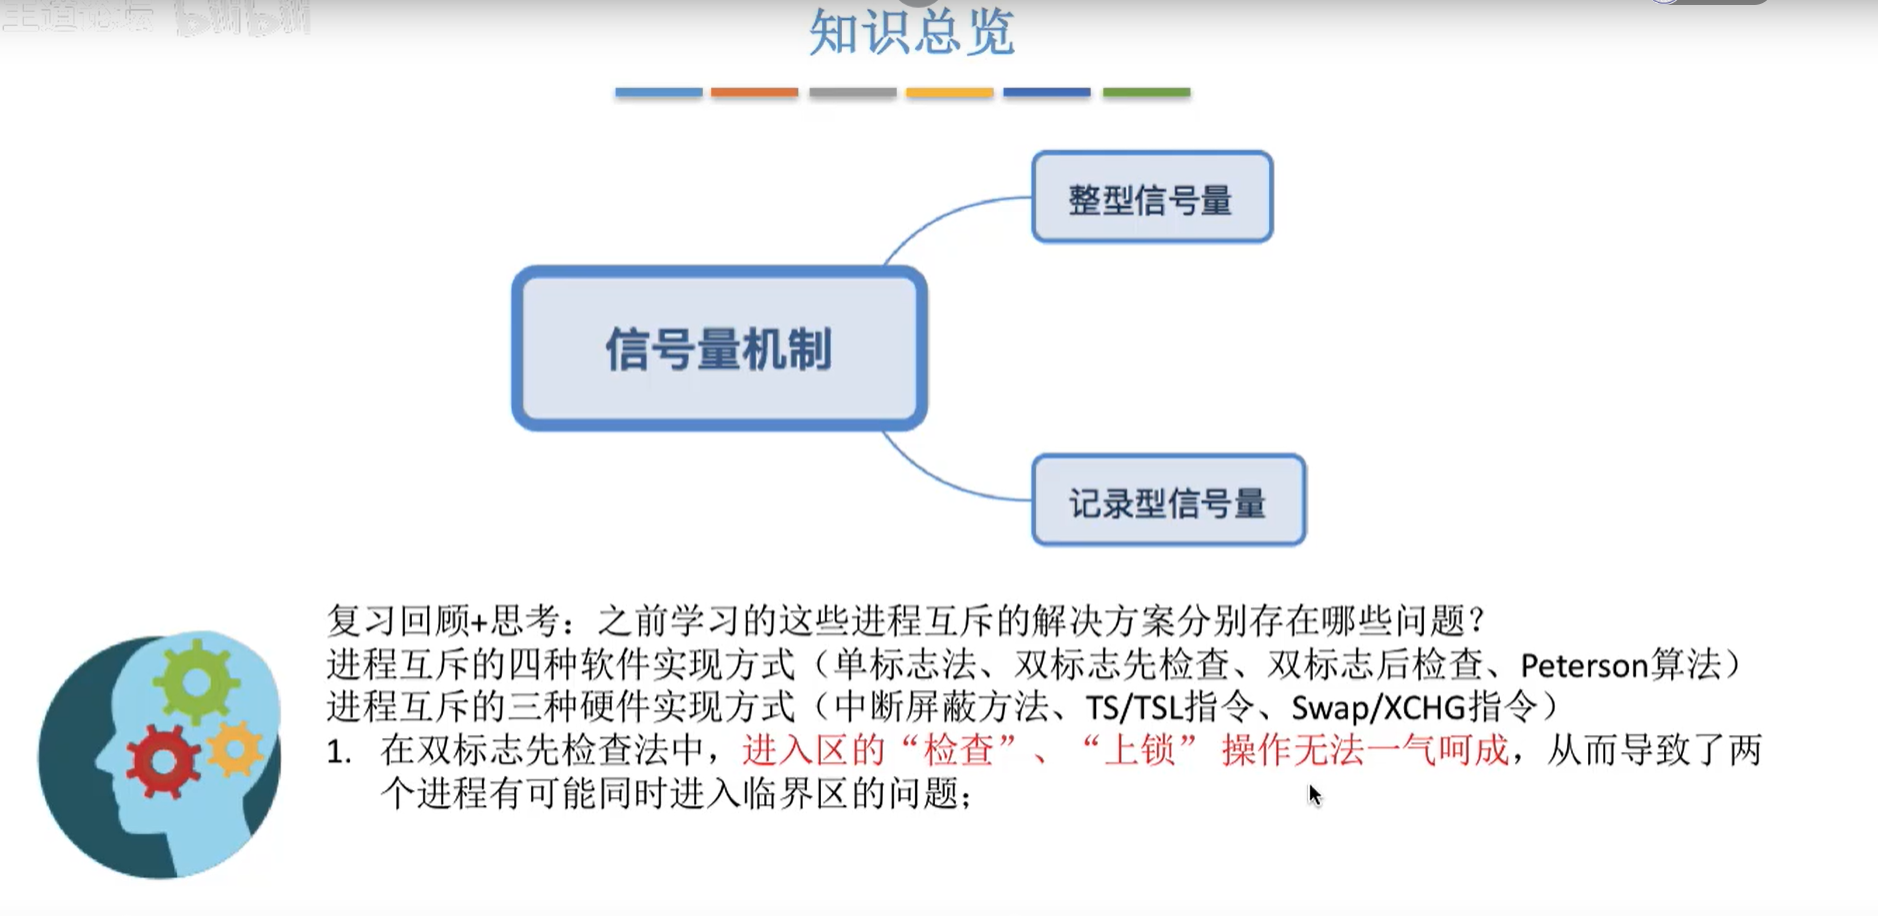 王道论坛 bilibili
知识总览
整型信号量
信号量机制
记录型信号量
复习回顾+思考：之前学习的这些进程互斥的解决方案分别存在哪些问题？
进程互斥的四种软件实现方式（单标志法、双标志先检查、双标志后检查、Peterson算法）
进程互斥的三种硬件实现方式（中断屏蔽方法、TS/TSL指令、Swap/XCHG指令）
1. 在双标志先检查法中，进入区的“检查”、“上锁” 操作无法一气呵成，从而导致了两
个进程有可能同时进入临界区的问题；